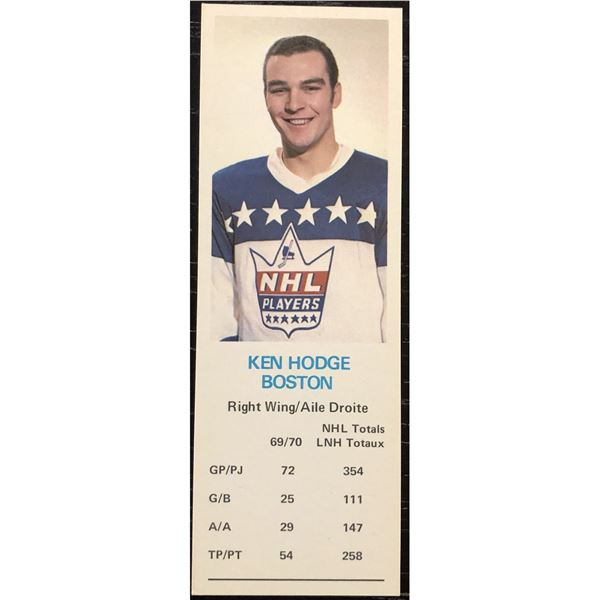 NHL
PLAYERS
KEN HODGE
BOSTON
Right Wing/Aile Droite
NHL Totals
69/70 LNH Totaux
GP/PJ 72 354
G/B 25 111
A/A 29 147
TP/PT 54 258